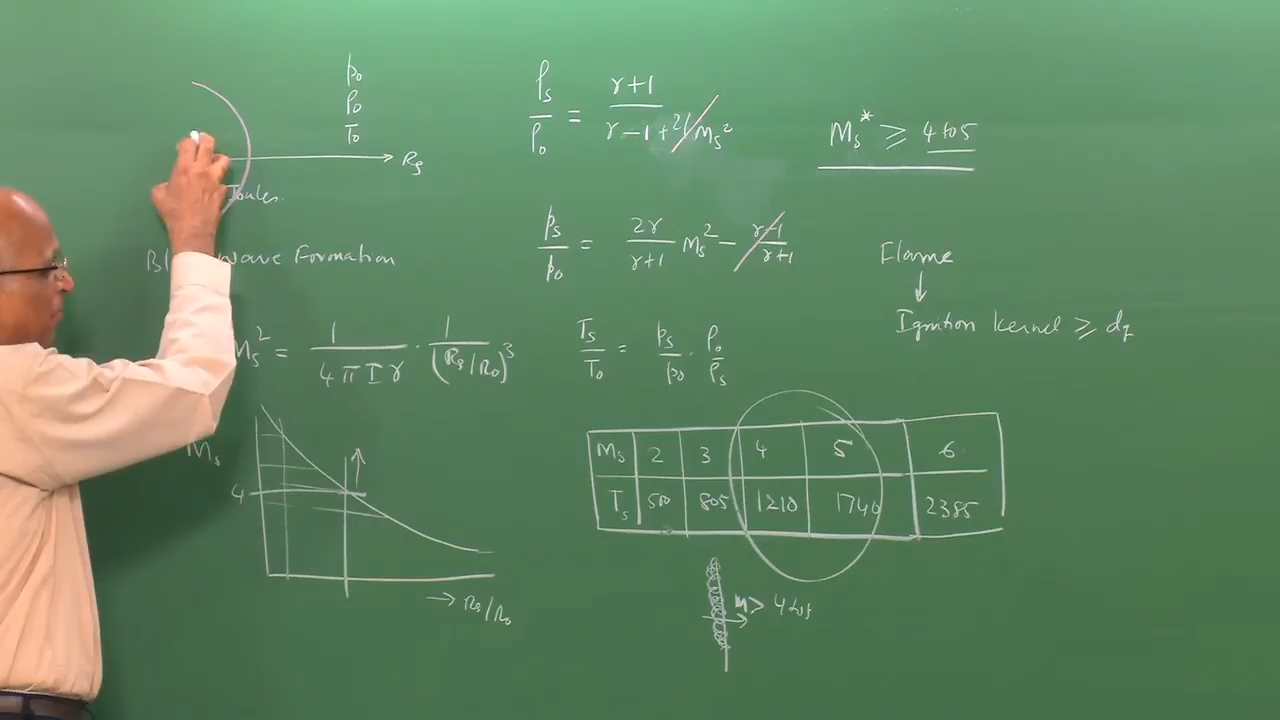 p₀
ρ₀
T₀
Rₛ
Joules.
Wave Formation
Mₛ² = 1 / 4πIγ · 1 / (Rₛ/R₀)³
Mₛ
4
→ Rₛ/R₀
ρₛ/ρ₀ = γ+1 / γ−1+2/Mₛ²
pₛ/p₀ = 2γ/γ+1 Mₛ² − γ−1/γ+1
Tₛ/T₀ = pₛ/p₀ · ρ₀/ρₛ
Mₛ* ≥ 4 to 5
Flame
↓
Ignition kernel ≥ dq
Mₛ 2 3 4 5 6
Tₛ 500 805 1210 1740 2385
M > 4 to 5